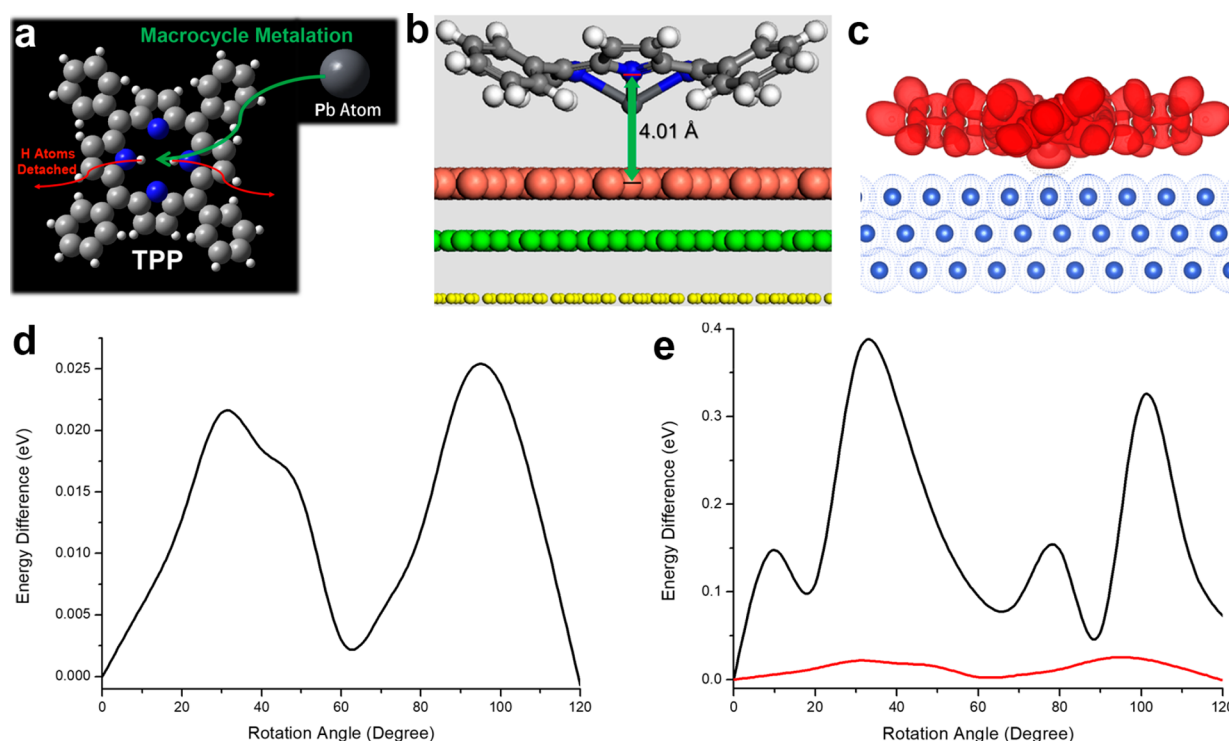 a
Macrocycle Metalation
Pb Atom
H Atoms
Detached
TPP
b
4.01 Å
c
d
Energy Difference (eV)
0.025
0.020
0.015
0.010
0.005
0.000
0 20 40 60 80 100 120
Rotation Angle (Degree)
e
Energy Difference (eV)
0.4
0.3
0.2
0.1
0.0
0 20 40 60 80 100 120
Rotation Angle (Degree)